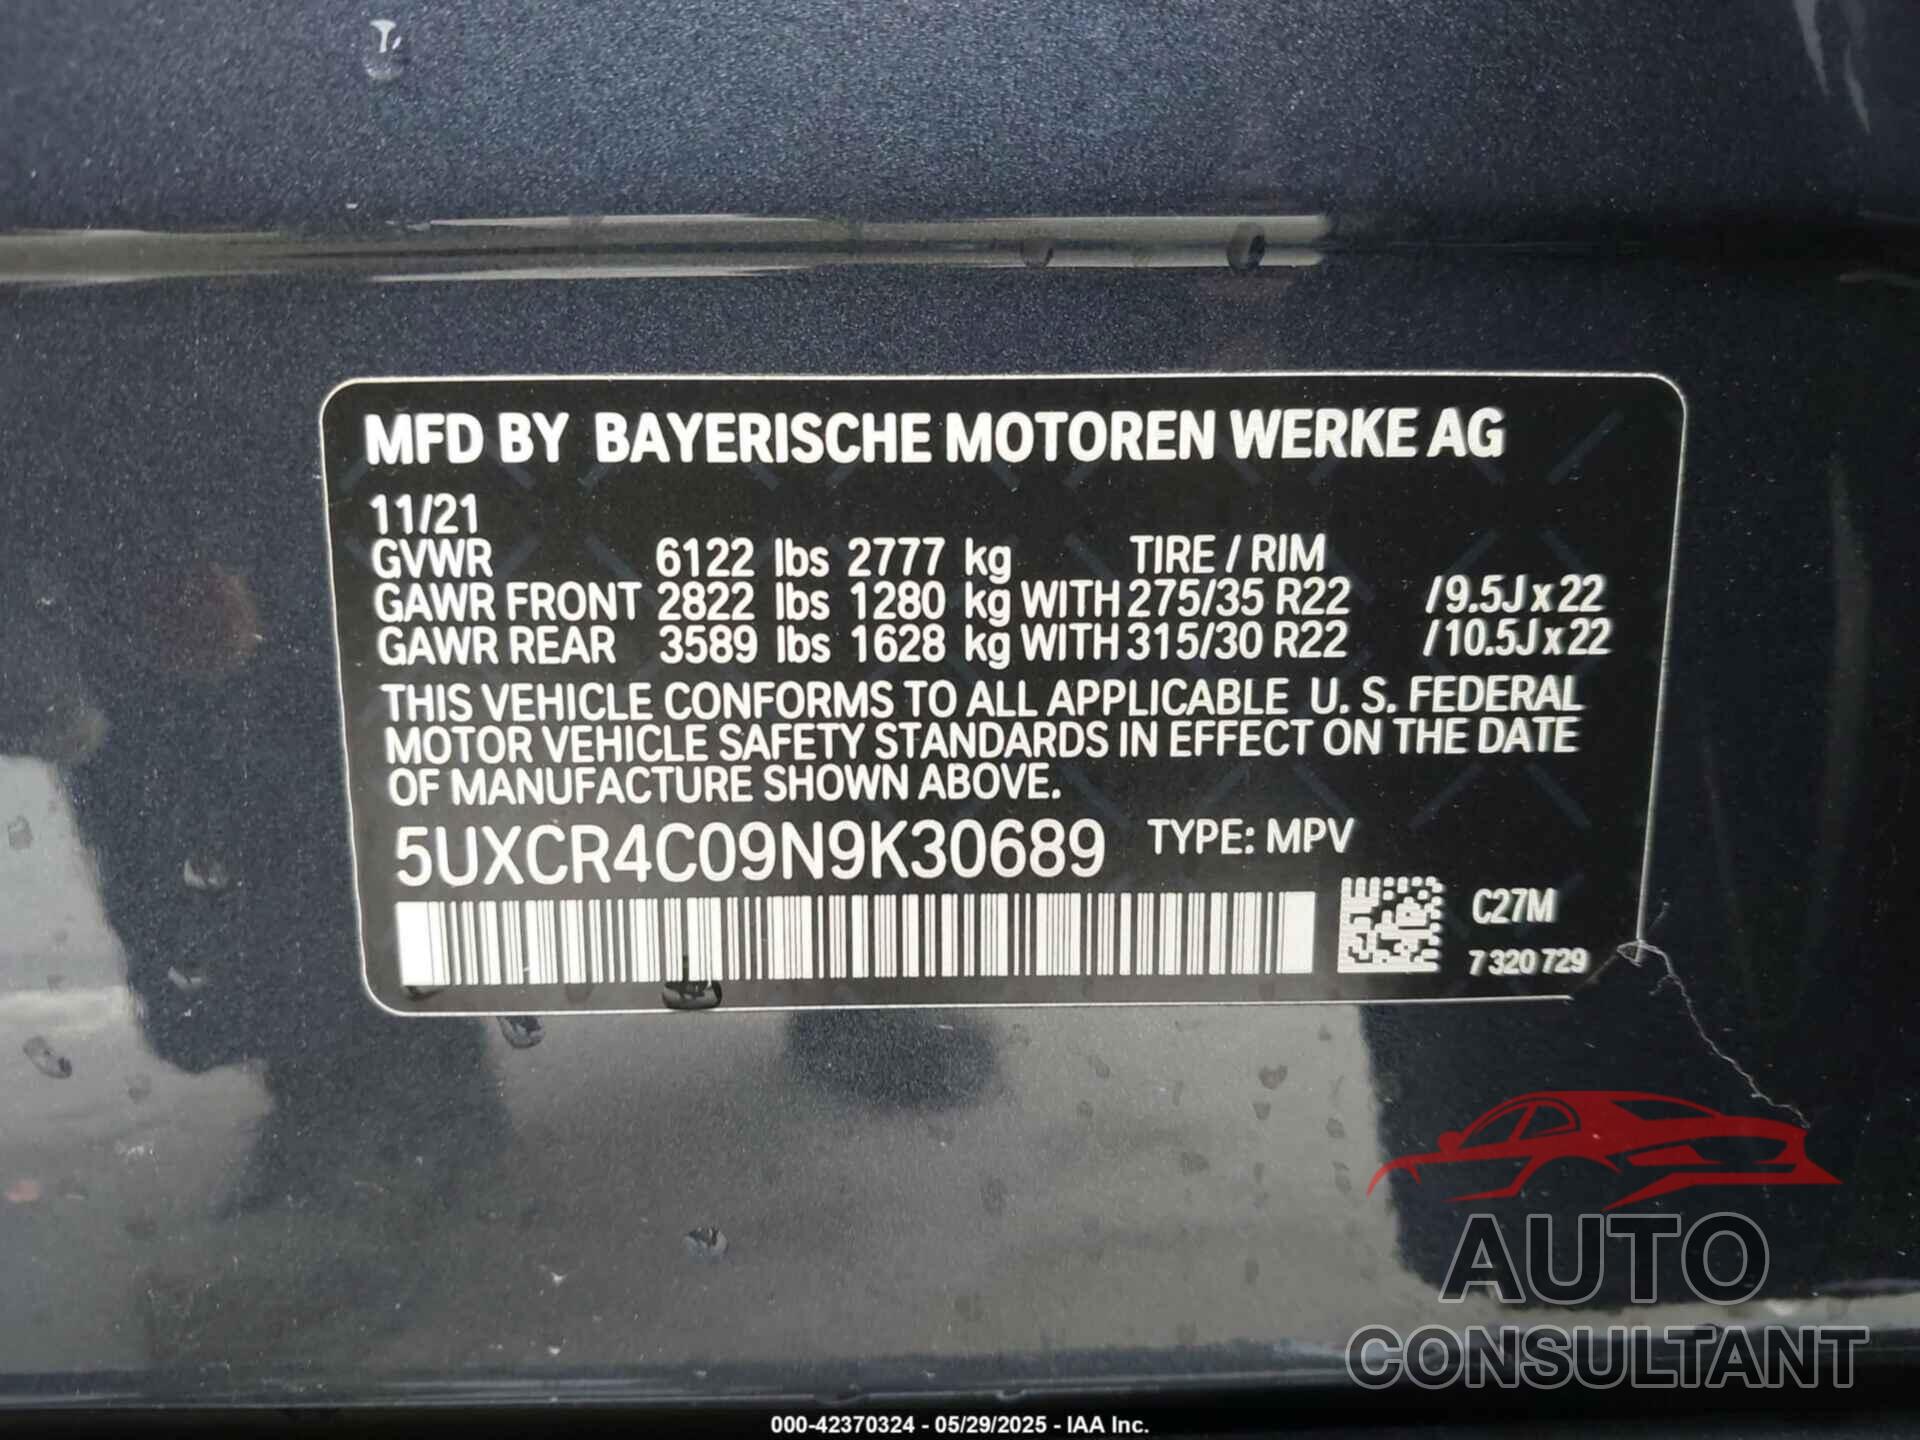 MFD BY BAYERISCHE MOTOREN WERKE AG
11/21
GVWR 6122 lbs 2777 kg TIRE / RIM
GAWR FRONT 2822 lbs 1280 kg WITH 275/35 R22 /9.5J x 22
GAWR REAR 3589 lbs 1628 kg WITH 315/30 R22 /10.5J x 22
THIS VEHICLE CONFORMS TO ALL APPLICABLE U. S. FEDERAL
MOTOR VEHICLE SAFETY STANDARDS IN EFFECT ON THE DATE
OF MANUFACTURE SHOWN ABOVE.
5UXCR4C09N9K30689 TYPE: MPV
C27M
7 320 729
AUTO
CONSULTANT
000-42370324 - 05/29/2025 - IAA Inc.